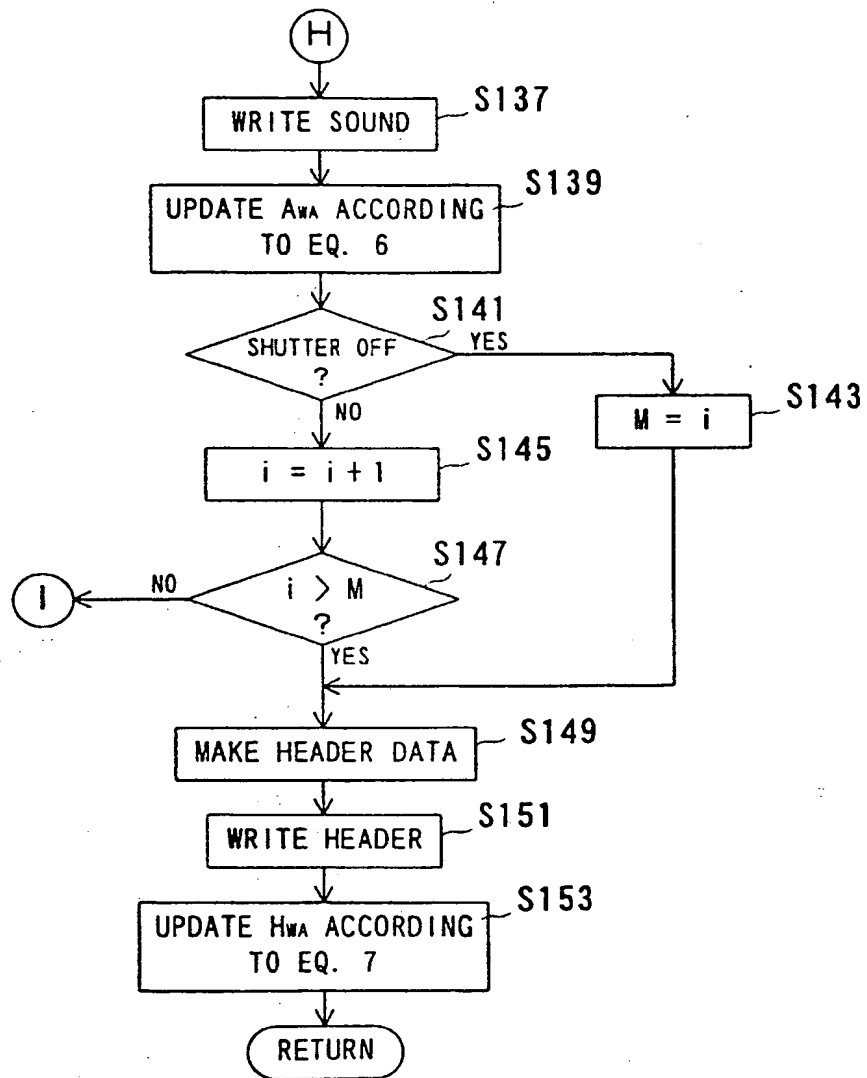 H
S137
WRITE SOUND
S139
UPDATE AWA ACCORDING
TO EQ. 6
S141
SHUTTER OFF
?
YES
NO
S143
M = i
S145
i = i + 1
S147
i > M
?
NO
I
YES
S149
MAKE HEADER DATA
S151
WRITE HEADER
S153
UPDATE HWA ACCORDING
TO EQ. 7
RETURN